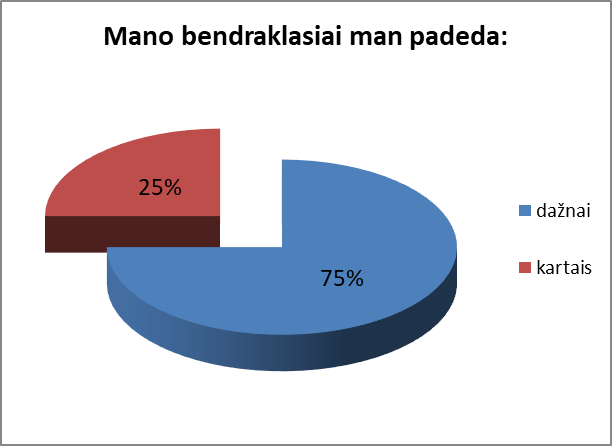 Mano bendraklasiai man padeda:
25%
dažnai
kartais
75%